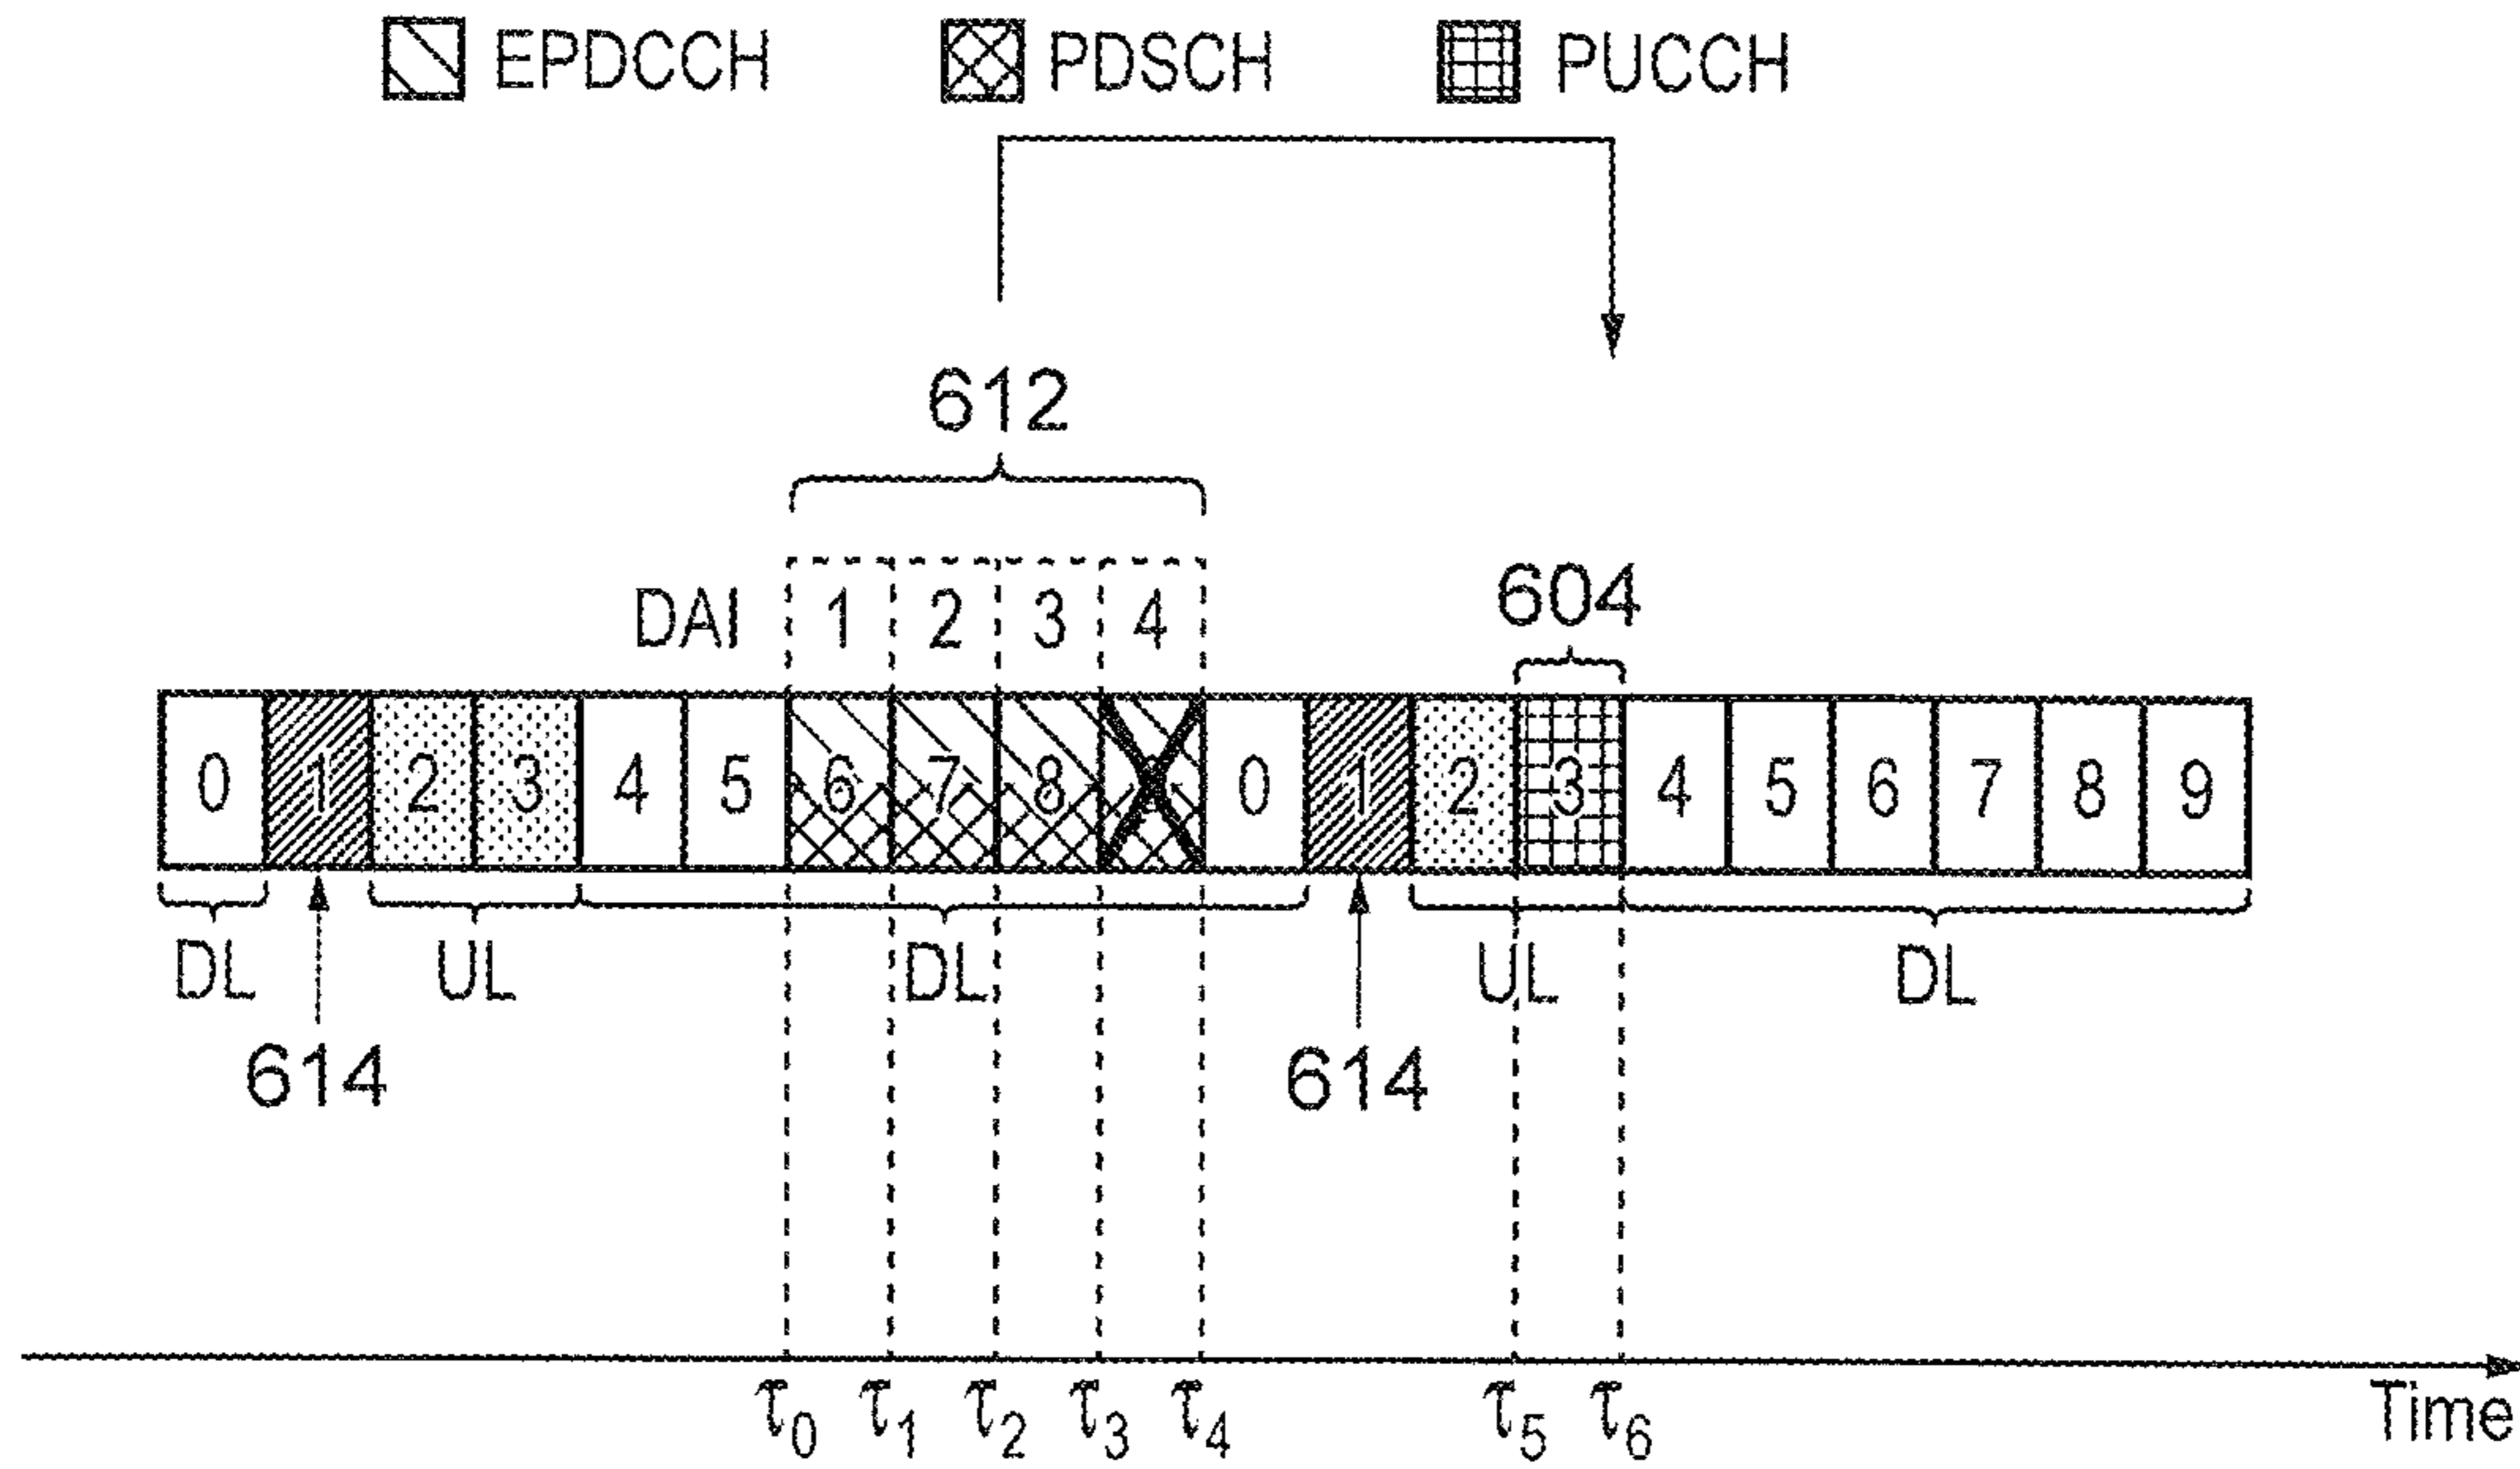 EPDCCH PDSCH PUCCH
612
DAI 1 2 3 4
604
0 1 2 3 4 5 6 7 8 0 1 2 3 4 5 6 7 8 9
DL UL DL UL DL
614 614
τ0 τ1 τ2 τ3 τ4 τ5 τ6 Time